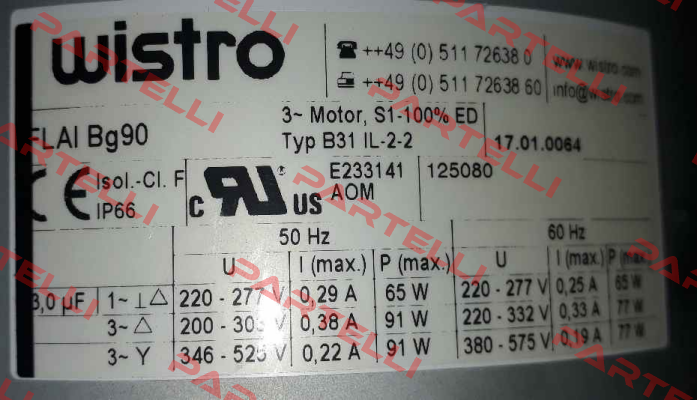 wistro
☎ ++49 (0) 511 72638 0
++49 (0) 511 72638 60
www.wistro.com
info@wistro.com
FLAI Bg90
3~ Motor, S1-100% ED
Typ B31 IL-2-2
17.01.0064
CE
Isol.-Cl. F
IP66
c RU ® US
E233141
AOM
125080
50 Hz 60 Hz
U I (max.) P (max.) U I (max.) P (max.)
3,0 µF 1~ ⊥ △ 220 - 277 V 0,29 A 65 W 220 - 277 V 0,25 A 65 W
3~ △ 200 - 303 V 0,38 A 91 W 220 - 332 V 0,33 A 77 W
3~ Y 346 - 525 V 0,22 A 91 W 380 - 575 V 0,19 A 77 W
PARTELLI